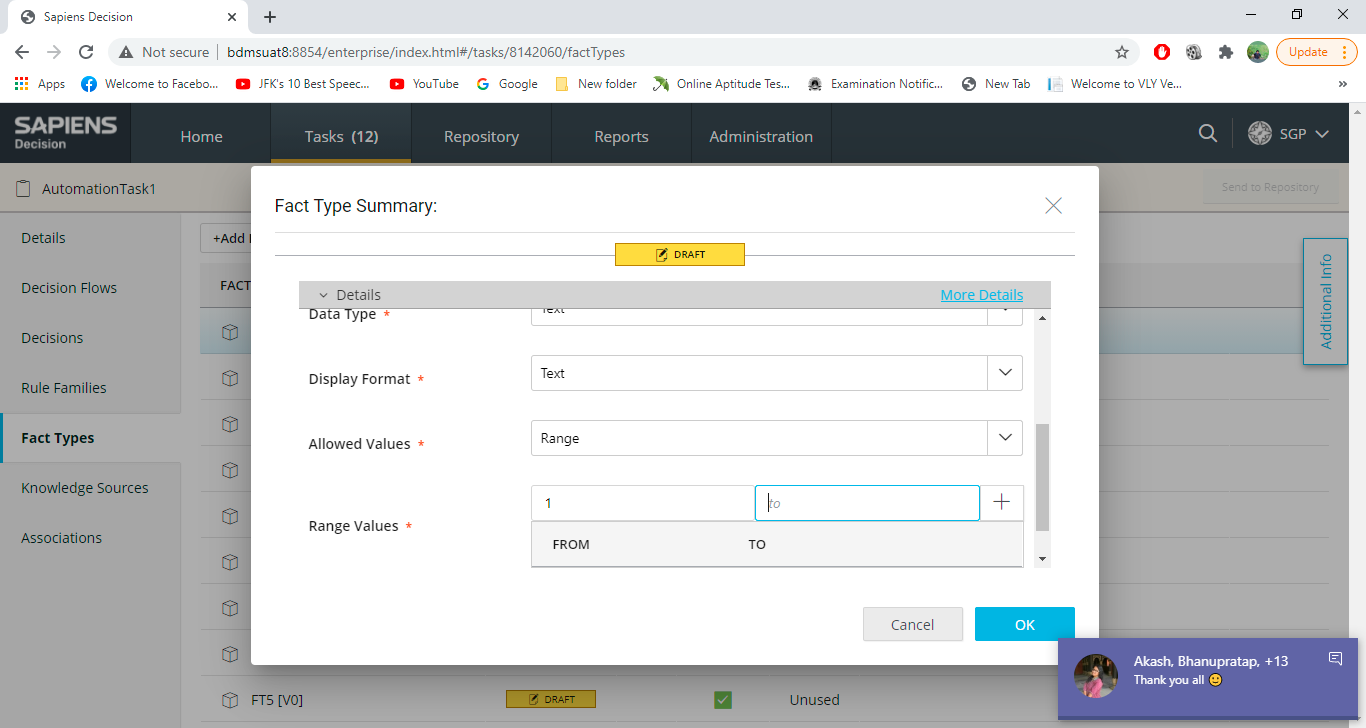 Sapiens Decision
Not secure
bdmsuat8:8854/enterprise/index.html#/tasks/8142060/factTypes
Update
Apps
Welcome to Facebo...
JFK's 10 Best Speec...
YouTube
Google
New folder
Online Aptitude Tes...
Examination Notific...
New Tab
Welcome to VLY Ve...
»
SAPIENS
Decision
Home
Tasks (12)
Repository
Reports
Administration
SGP
AutomationTask1
Send to Repository
Details
Decision Flows
Decisions
Rule Families
Fact Types
Knowledge Sources
Associations
+Add
FACT
Additional Info
Fact Type Summary:
DRAFT
Details
More Details
Data Type *
Text
Display Format *
Text
Allowed Values *
Range
Range Values *
1
to
FROM
TO
Cancel
OK
FT5 [V0]
DRAFT
Unused
Akash, Bhanupratap, +13
Thank you all 🙂